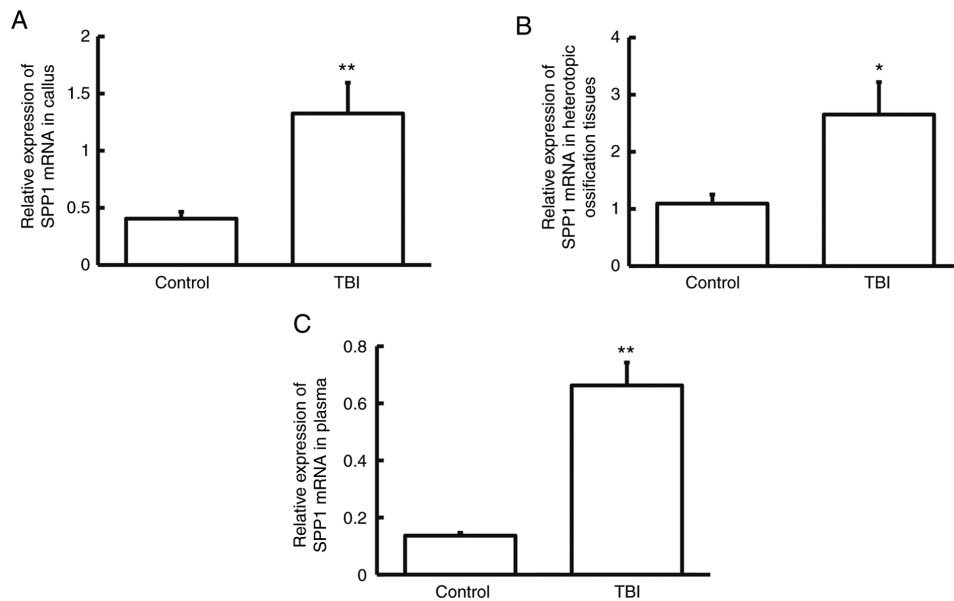 A
Relative expression of
SPP1 mRNA in callus
2
1.5
1
0.5
0
**
Control
TBI
B
Relative expression of
SPP1 mRNA in heterotopic
ossification tissues
4
3
2
1
0
*
Control
TBI
C
Relative expression of
SPP1 mRNA in plasma
0.8
0.6
0.4
0.2
0
**
Control
TBI